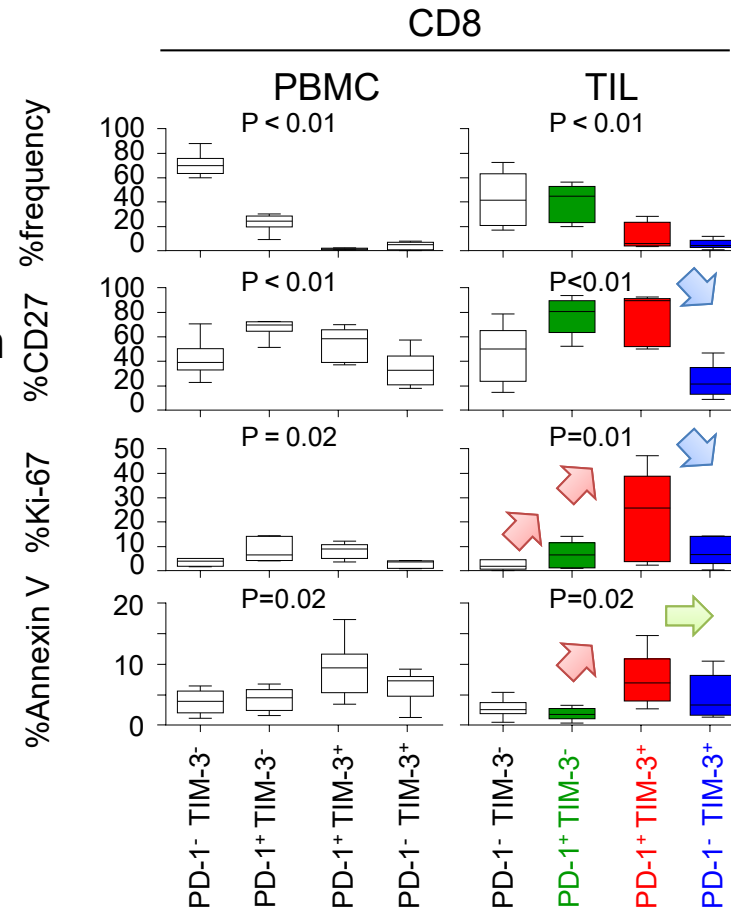 CD8
PBMC TIL
%frequency
P < 0.01 P < 0.01
100
80
60
40
20
0
%CD27
P < 0.01 P<0.01
100
80
60
40
20
0
%Ki-67
P = 0.02 P=0.01
50
40
30
20
10
0
%Annexin V
P=0.02 P=0.02
20
10
0
PD-1⁻ TIM-3⁻
PD-1⁺ TIM-3⁻
PD-1⁺ TIM-3⁺
PD-1⁻ TIM-3⁺
PD-1⁻ TIM-3⁻
PD-1⁺ TIM-3⁻
PD-1⁺ TIM-3⁺
PD-1⁻ TIM-3⁺